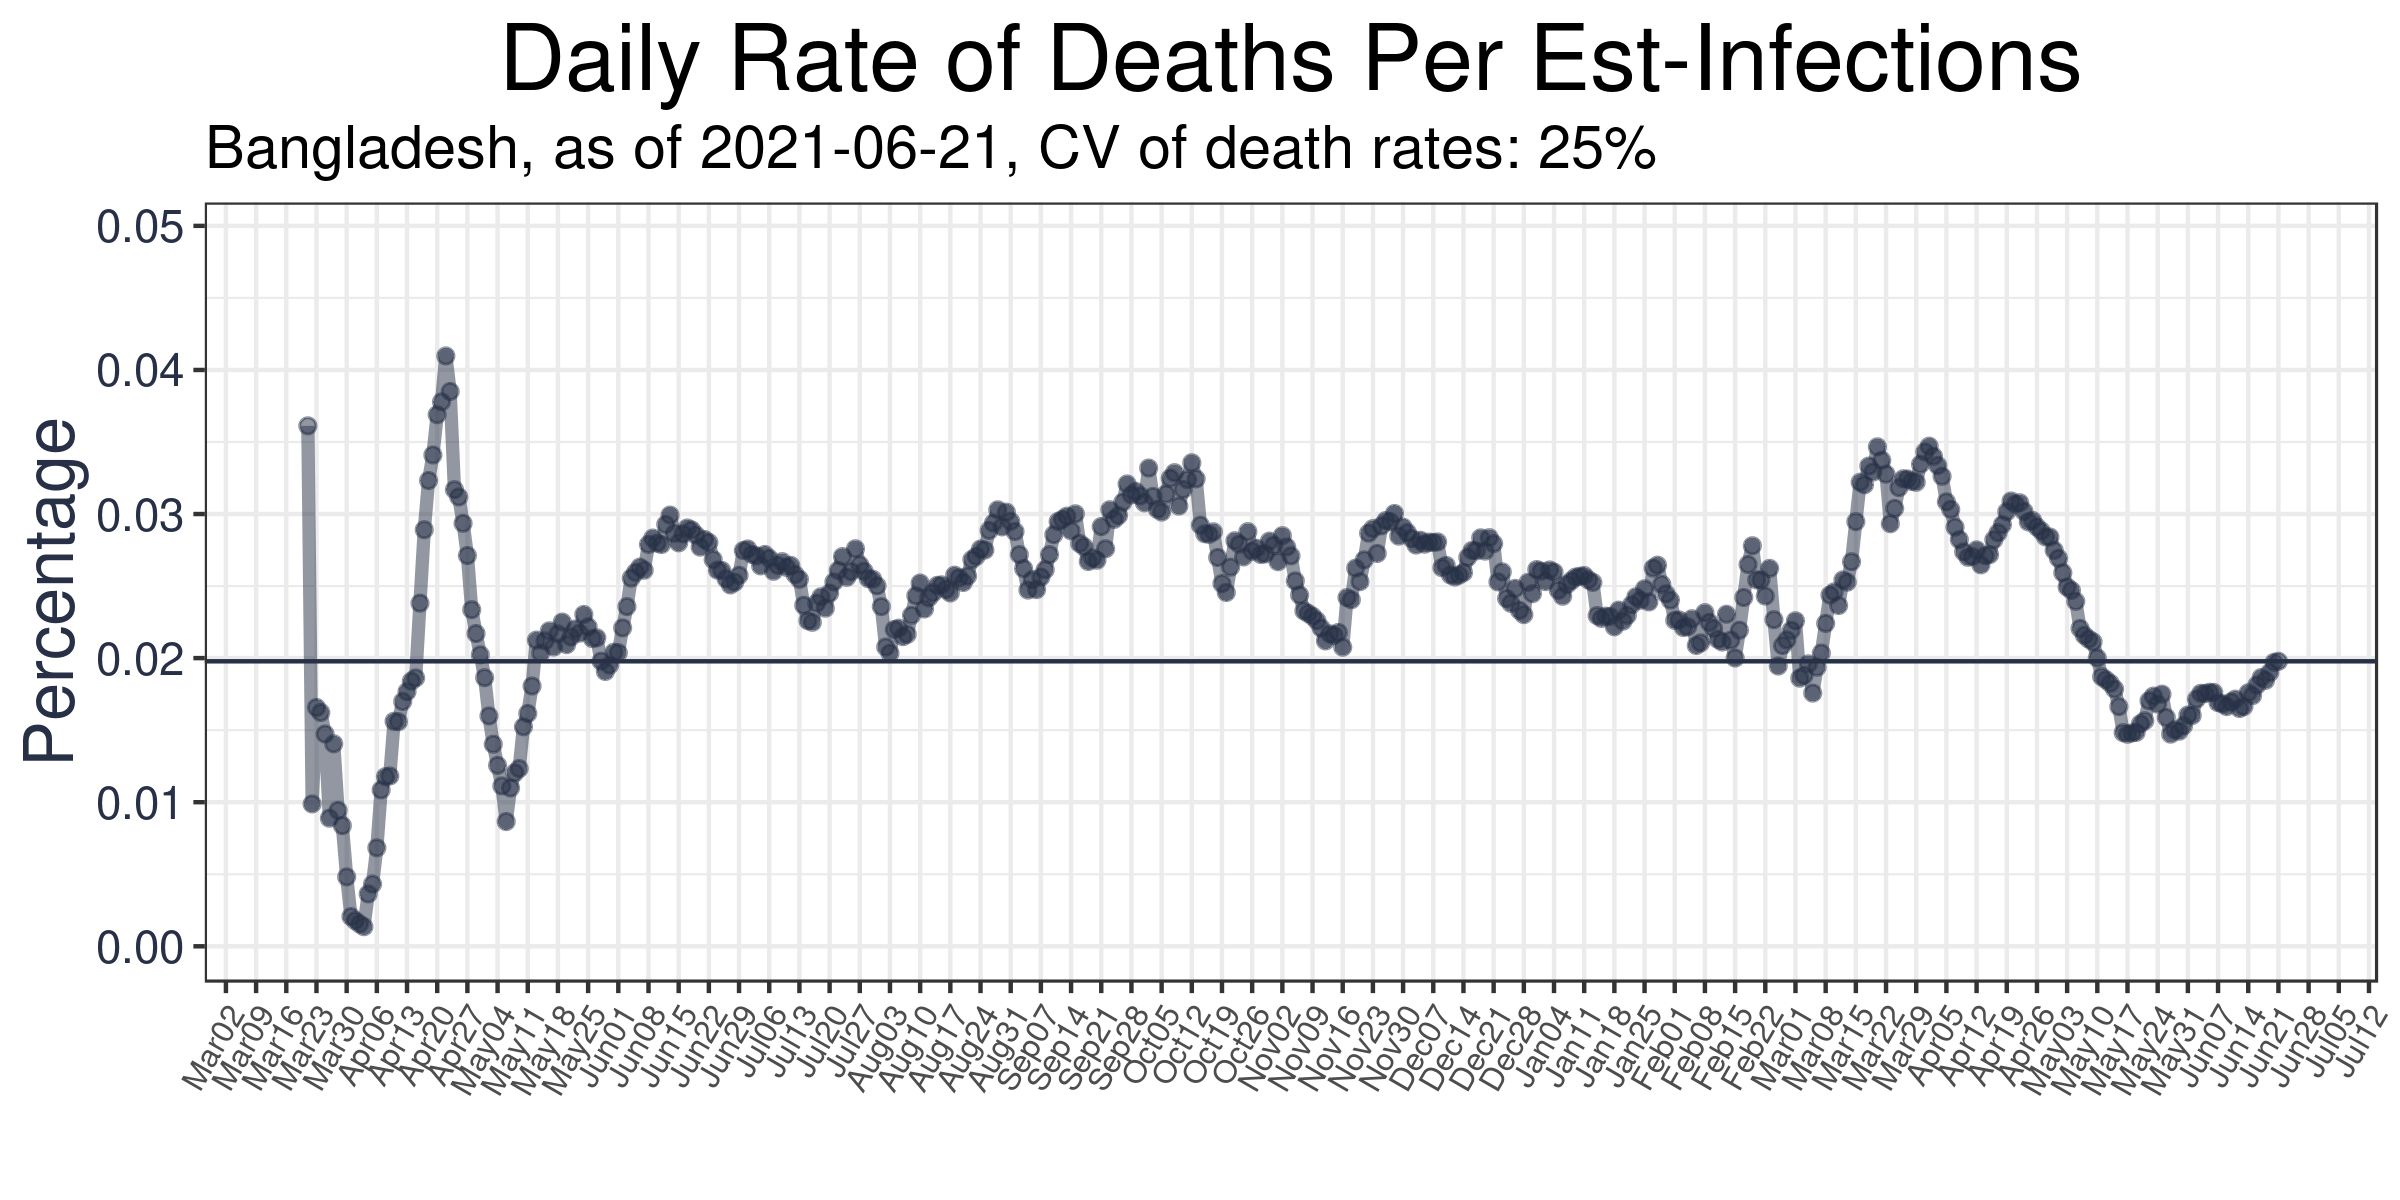 Daily Rate of Deaths Per Est-Infections
Bangladesh, as of 2021-06-21, CV of death rates: 25%
Percentage
0.05
0.04
0.03
0.02
0.01
0.00
Mar02
Mar09
Mar16
Mar23
Mar30
Apr06
Apr13
Apr20
Apr27
May04
May11
May18
May25
Jun01
Jun08
Jun15
Jun22
Jun29
Jul06
Jul13
Jul20
Jul27
Aug03
Aug10
Aug17
Aug24
Aug31
Sep07
Sep14
Sep21
Sep28
Oct05
Oct12
Oct19
Oct26
Nov02
Nov09
Nov16
Nov23
Nov30
Dec07
Dec14
Dec21
Dec28
Jan04
Jan11
Jan18
Jan25
Feb01
Feb08
Feb15
Feb22
Mar01
Mar08
Mar15
Mar22
Mar29
Apr05
Apr12
Apr19
Apr26
May03
May10
May17
May24
May31
Jun07
Jun14
Jun21
Jun28
Jul05
Jul12